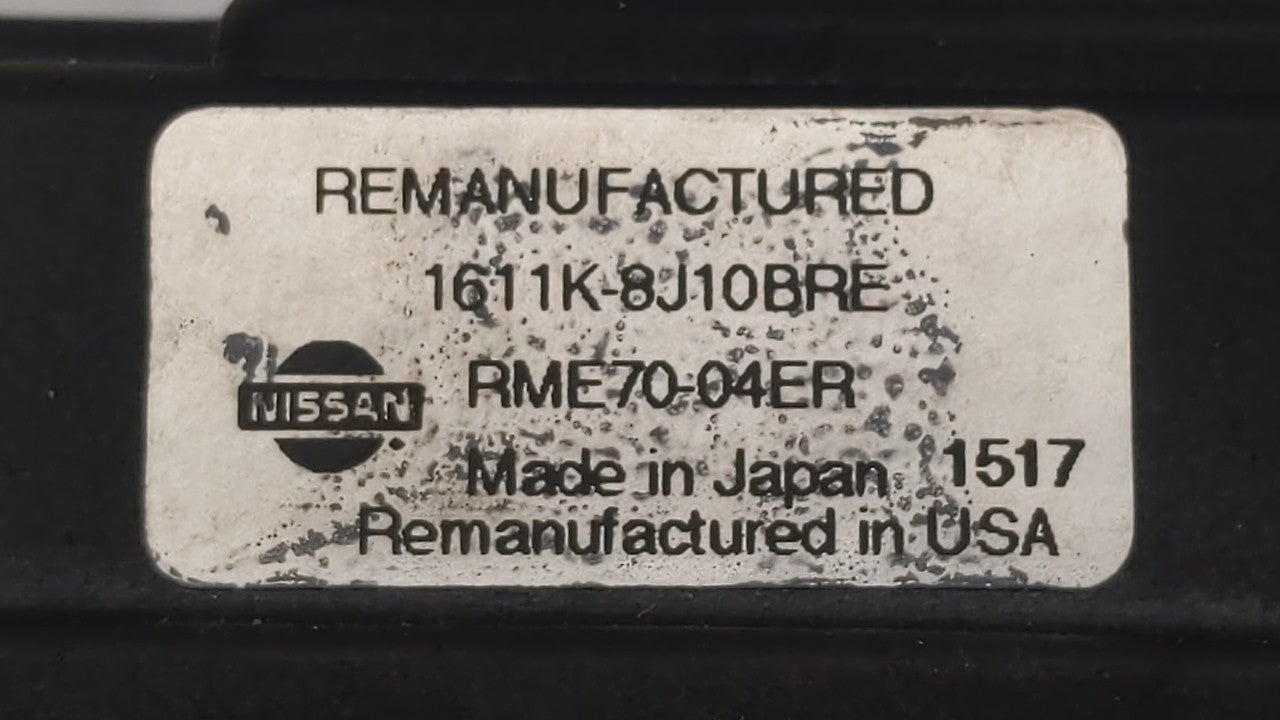 REMANUFACTURED
1611K-8J10BRE
RME70-04ER
NISSAN
Made in Japan 1517
Remanufactured in USA